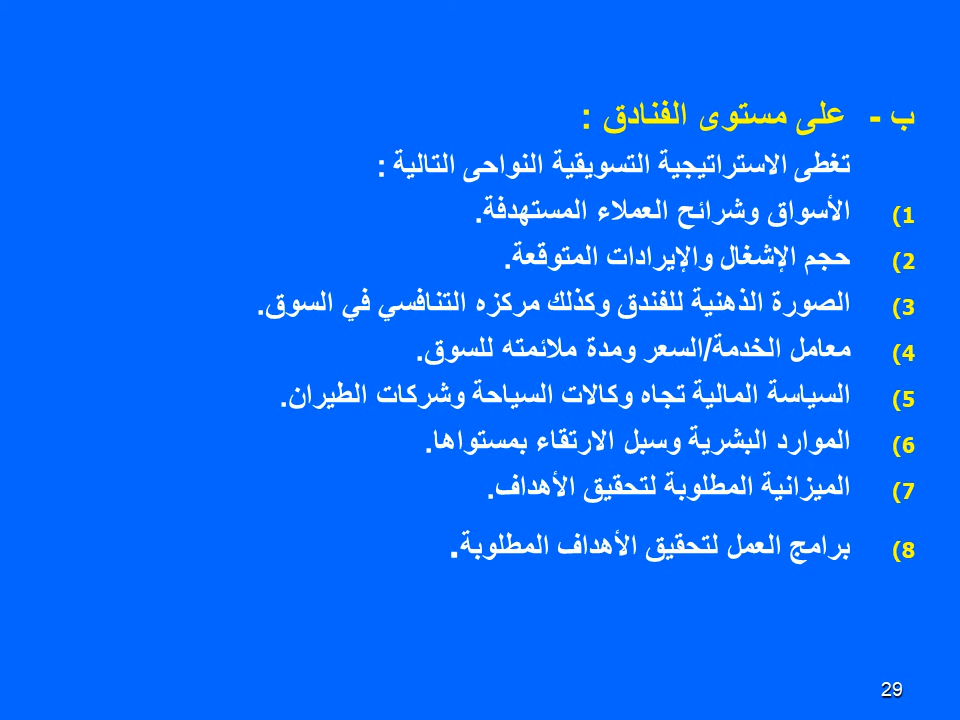 ب - على مستوى الفنادق :
تغطى الاستراتيجية التسويقية النواحى التالية :
1) الأسواق وشرائح العملاء المستهدفة.
2) حجم الإشغال والإيرادات المتوقعة.
3) الصورة الذهنية للفندق وكذلك مركزه التنافسي في السوق.
4) معامل الخدمة/السعر ومدة ملائمته للسوق.
5) السياسة المالية تجاه وكالات السياحة وشركات الطيران.
6) الموارد البشرية وسبل الارتقاء بمستواها.
7) الميزانية المطلوبة لتحقيق الأهداف.
8) برامج العمل لتحقيق الأهداف المطلوبة.
29